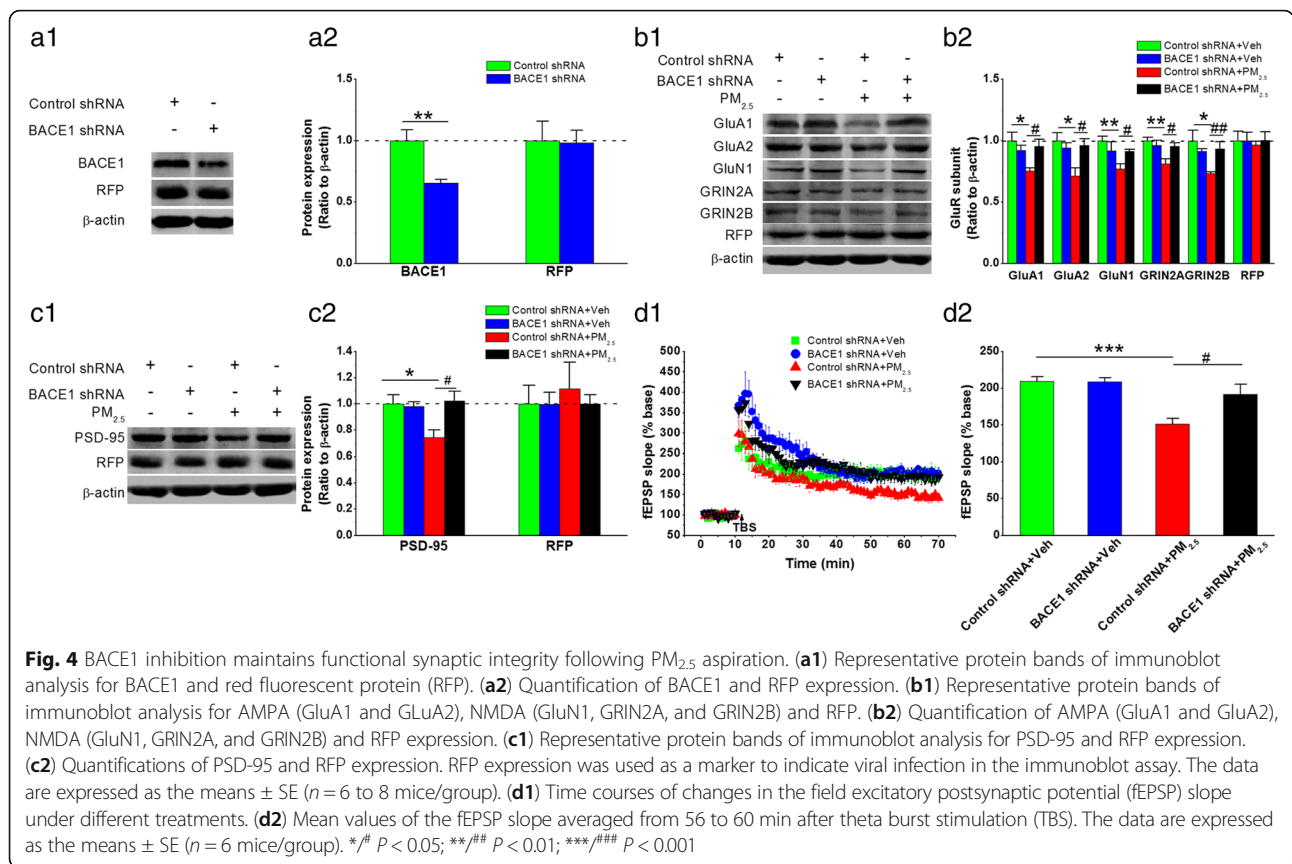 a1
Control shRNA + -
BACE1 shRNA - +
BACE1
RFP
β-actin
a2
Control shRNA
BACE1 shRNA
Protein expression
(Ratio to β-actin)
1.5
1.0
0.5
0.0
**
BACE1 RFP
b1
Control shRNA + - + -
BACE1 shRNA - + - +
PM2.5 - - + +
GluA1
GluA2
GluN1
GRIN2A
GRIN2B
RFP
β-actin
b2
Control shRNA+Veh
BACE1 shRNA+Veh
Control shRNA+PM2.5
BACE1 shRNA+PM2.5
GluR subunit
(Ratio to β-actin)
1.5
1.0
0.5
0.0
* # * # ** # ** # * ##
GluA1 GluA2 GluN1 GRIN2A GRIN2B RFP
c1
Control shRNA + - + -
BACE1 shRNA - + - +
PM2.5 - - + +
PSD-95
RFP
β-actin
c2
Control shRNA+Veh
BACE1 shRNA+Veh
Control shRNA+PM2.5
BACE1 shRNA+PM2.5
Protein expression
(Ratio to β-actin)
1.4
1.2
1.0
0.8
0.6
0.4
0.2
0.0
* #
PSD-95 RFP
d1
Control shRNA+Veh
BACE1 shRNA+Veh
Control shRNA+PM2.5
BACE1 shRNA+PM2.5
fEPSP slope (% base)
500
450
400
350
300
250
200
150
100
50
TBS
0 10 20 30 40 50 60 70
Time (min)
d2
fEPSP slope (% base)
250
200
150
100
50
0
*** #
Control shRNA+Veh
BACE1 shRNA+Veh
Control shRNA+PM2.5
BACE1 shRNA+PM2.5
Fig. 4 BACE1 inhibition maintains functional synaptic integrity following PM2.5 aspiration. (a1) Representative protein bands of immunoblot
analysis for BACE1 and red fluorescent protein (RFP). (a2) Quantification of BACE1 and RFP expression. (b1) Representative protein bands of
immunoblot analysis for AMPA (GluA1 and GLuA2), NMDA (GluN1, GRIN2A, and GRIN2B) and RFP. (b2) Quantification of AMPA (GluA1 and GluA2),
NMDA (GluN1, GRIN2A, and GRIN2B) and RFP expression. (c1) Representative protein bands of immunoblot analysis for PSD-95 and RFP expression.
(c2) Quantifications of PSD-95 and RFP expression. RFP expression was used as a marker to indicate viral infection in the immunoblot assay. The data
are expressed as the means ± SE (n = 6 to 8 mice/group). (d1) Time courses of changes in the field excitatory postsynaptic potential (fEPSP) slope
under different treatments. (d2) Mean values of the fEPSP slope averaged from 56 to 60 min after theta burst stimulation (TBS). The data are expressed
as the means ± SE (n = 6 mice/group). */# P < 0.05; **/## P < 0.01; ***/### P < 0.001